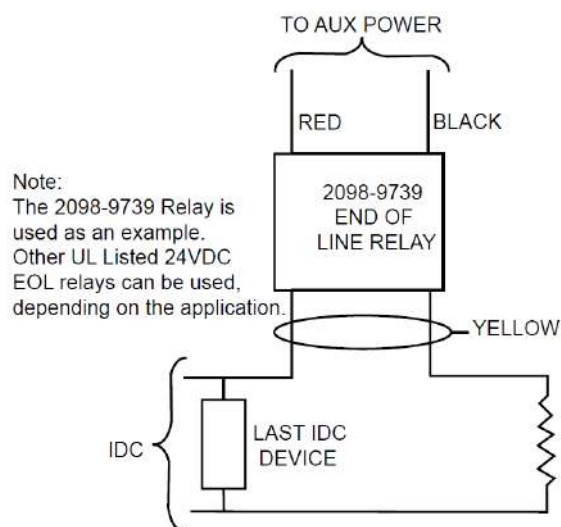 TO AUX POWER
RED
BLACK
2098-9739
END OF
LINE RELAY
Note:
The 2098-9739 Relay is
used as an example.
Other UL Listed 24VDC
EOL relays can be used,
depending on the application.
YELLOW
IDC
LAST IDC
DEVICE